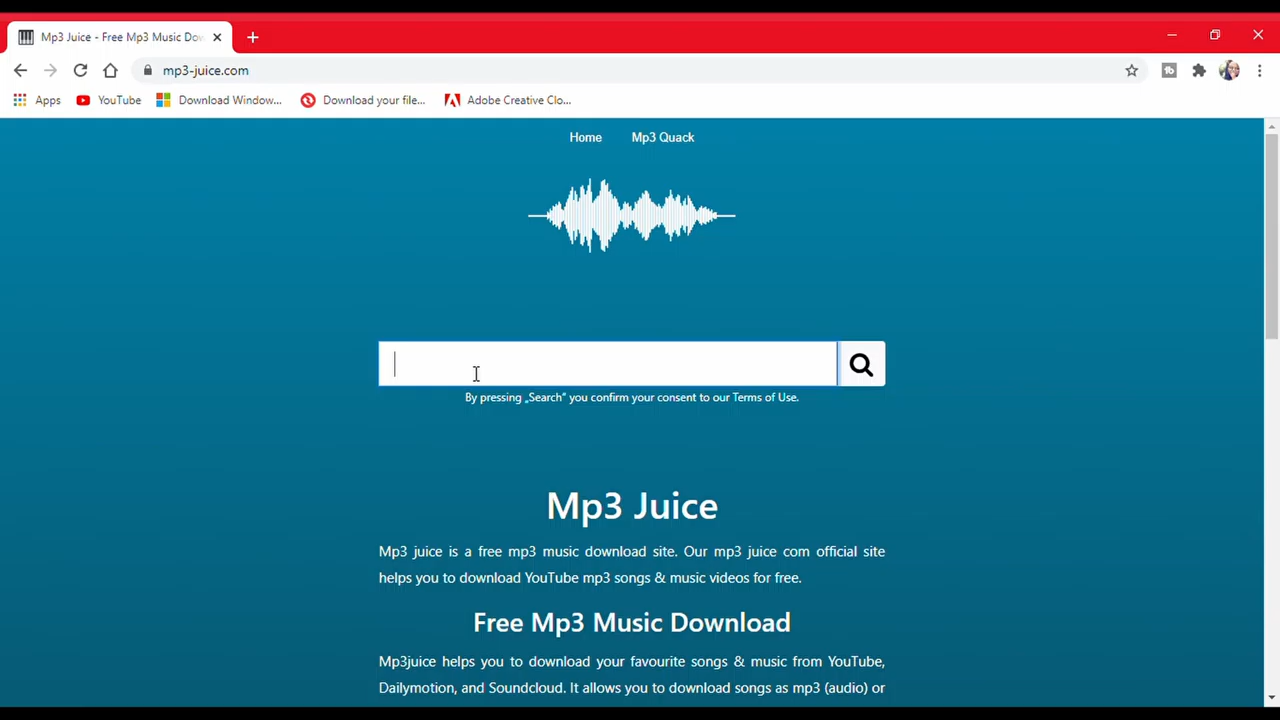 Mp3 Juice - Free Mp3 Music Dov
mp3-juice.com
Apps YouTube Download Window... Download your file... Adobe Creative Clo...
Home Mp3 Quack
By pressing „Search“ you confirm your consent to our Terms of Use.
Mp3 Juice
Mp3 juice is a free mp3 music download site. Our mp3 juice com official site
helps you to download YouTube mp3 songs & music videos for free.
Free Mp3 Music Download
Mp3juice helps you to download your favourite songs & music from YouTube,
Dailymotion, and Soundcloud. It allows you to download songs as mp3 (audio) or